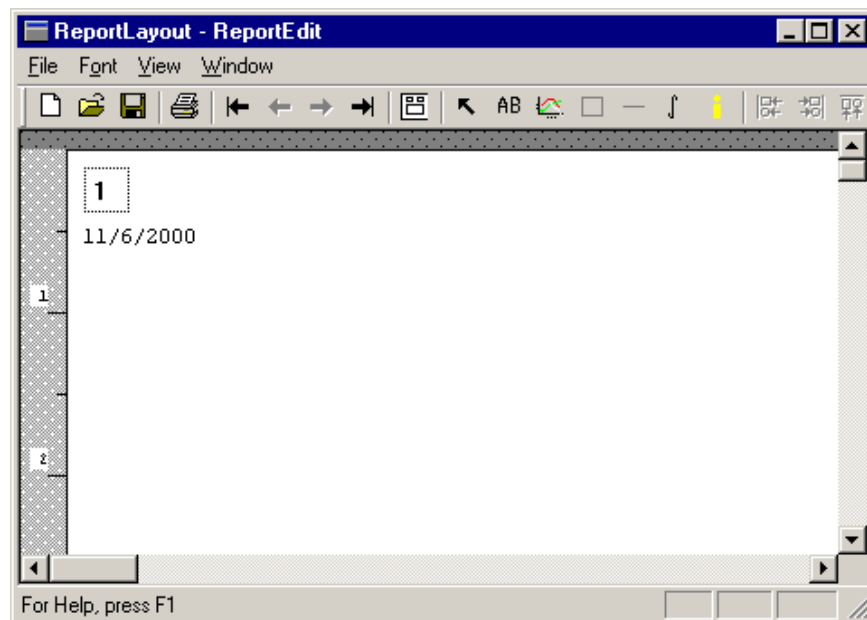 ReportLayout - ReportEdit
File Font View Window
AB
1
11/6/2000
1
2
For Help, press F1